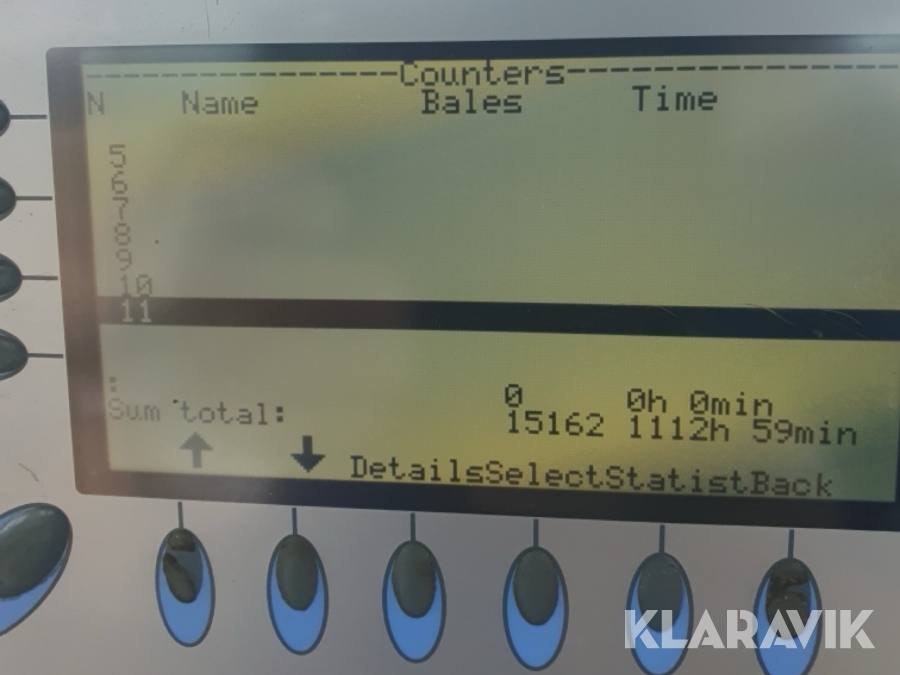 --------------------Counters--------------------
N Name Bales Time
5
6
7
8
9
10
11
: 0 0h 0min
Sum total: 15162 1112h 59min
DetailsSelectStatistBack
KLARAVIK